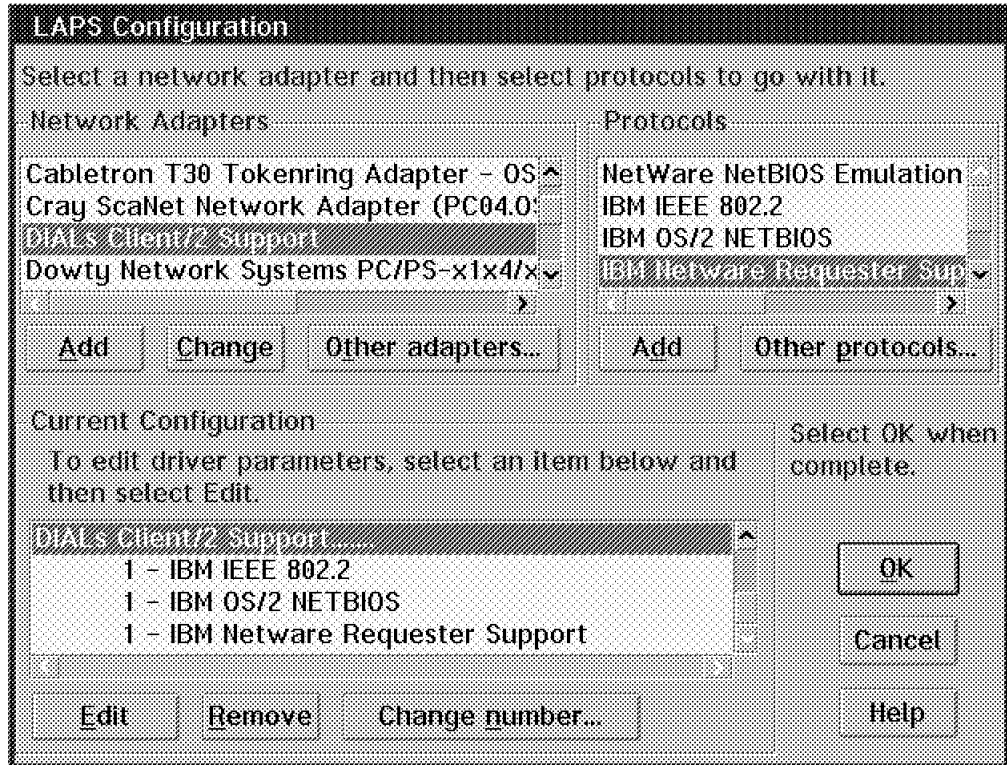 LAPS Configuration
Select a network adapter and then select protocols to go with it.
Network Adapters
Cabletron T30 Tokenring Adapter - OS
Cray ScaNet Network Adapter (PC04.OS
DIALs Client/2 Support
Dowty Network Systems PC/PS-x1x4/x
Add
Change
Other adapters...
Protocols
NetWare NetBIOS Emulation
IBM IEEE 802.2
IBM OS/2 NETBIOS
IBM Netware Requester Sup
Add
Other protocols...
Current Configuration
To edit driver parameters, select an item below and
then select Edit.
DIALs Client/2 Support......
1 - IBM IEEE 802.2
1 - IBM OS/2 NETBIOS
1 - IBM Netware Requester Support
Edit
Remove
Change number...
Select OK when
complete.
OK
Cancel
Help